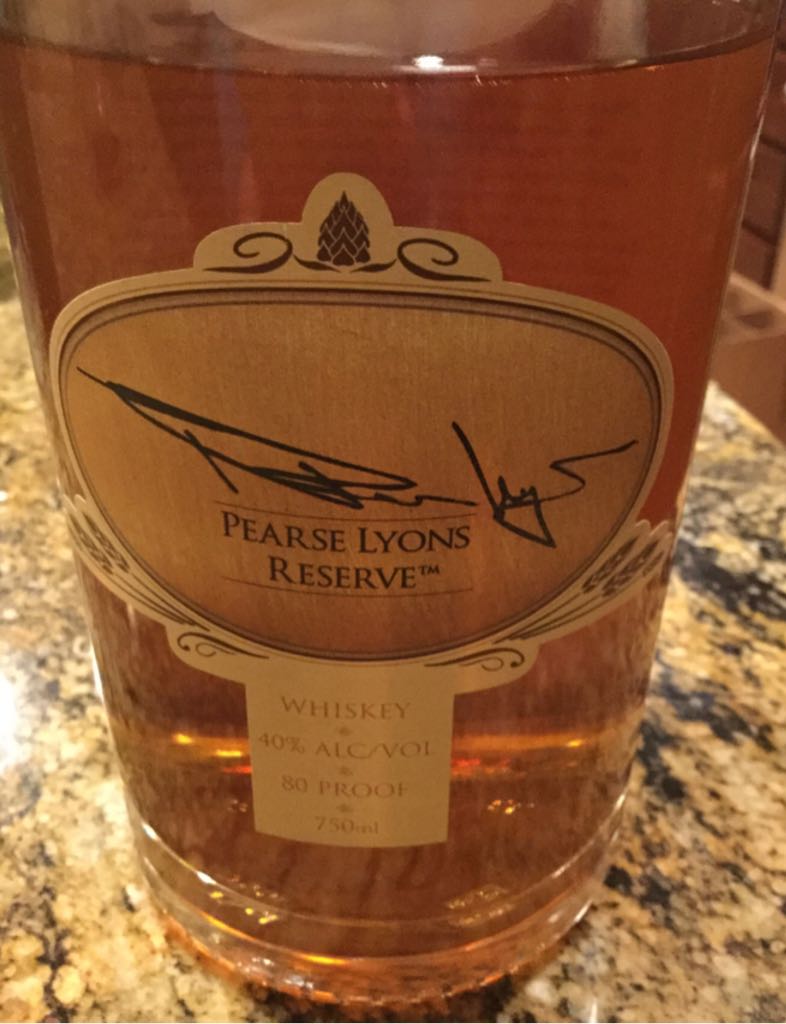 PEARSE LYONS
RESERVE™
WHISKEY
40% ALC/VOL
80 PROOF
750ml